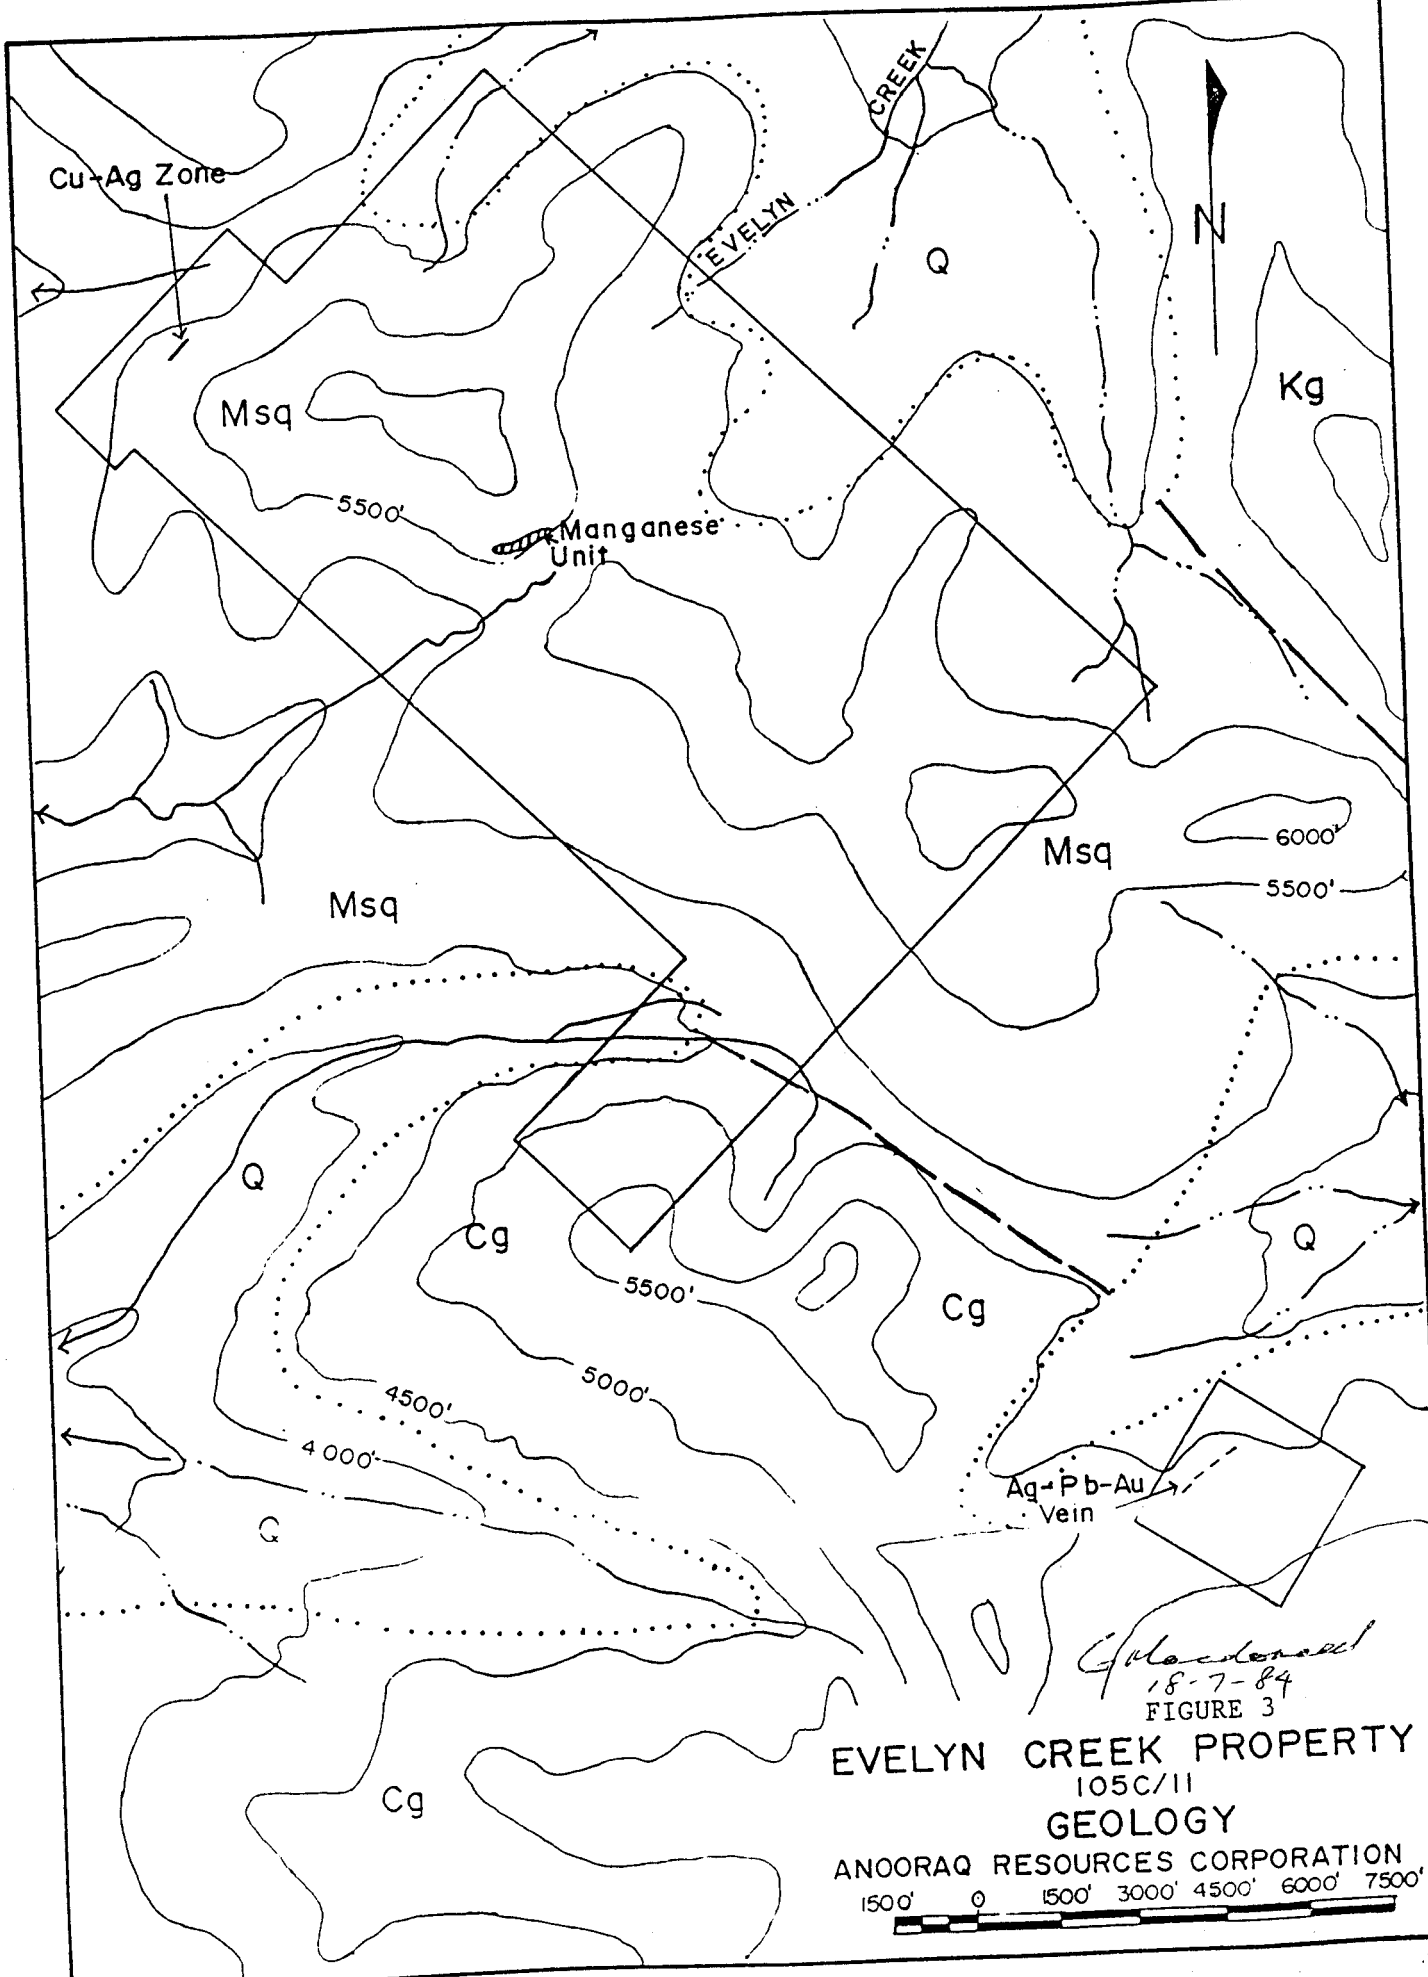 CREEK
Cu-Ag Zone
EVELYN
N
Q
Kg
Msq
5500'
Manganese
Unit
6000'
Msq
5500'
Msq
Q
Cg
Q
5500'
Cg
5000'
4500'
4000'
Ag-Pb-Au
Vein
Q
18-7-84
FIGURE 3
EVELYN CREEK PROPERTY
105C/11
GEOLOGY
Cg
ANOORAQ RESOURCES CORPORATION
1500' 0 1500' 3000' 4500' 6000' 7500'